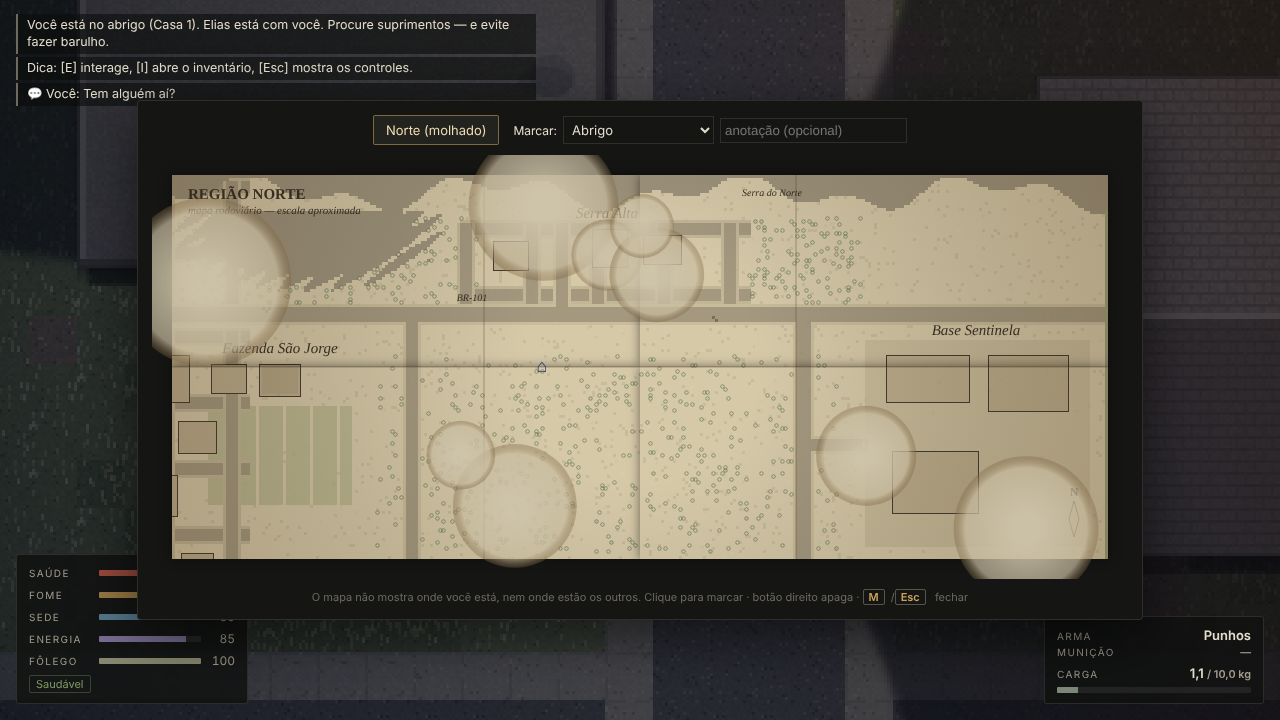 Você está no abrigo (Casa 1). Elias está com você. Procure suprimentos — e evite
fazer barulho.
Dica: [E] interage, [I] abre o inventário, [Esc] mostra os controles.
💬 Você: Tem alguém aí?
Norte (molhado)
Marcar:
Abrigo
anotação (opcional)
REGIÃO NORTE
mapa rodoviário — escala aproximada
Serra do Norte
Serra Alta
BR-101
Base Sentinela
Fazenda São Jorge
N
O mapa não mostra onde você está, nem onde estão os outros. Clique para marcar · botão direito apaga · M / Esc fechar
SAÚDE
FOME
SEDE
ENERGIA 85
FÔLEGO 100
Saudável
ARMA Punhos
MUNIÇÃO —
CARGA 1,1 / 10,0 kg